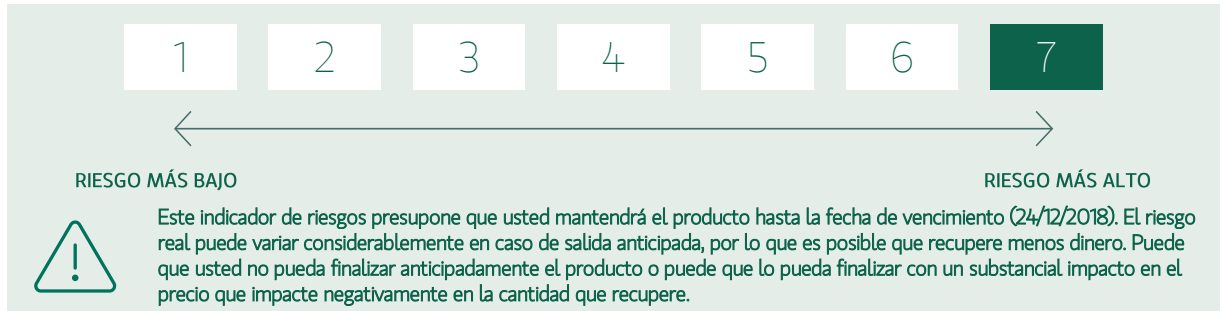 1 2 3 4 5 6 7
RIESGO MÁS BAJO RIESGO MÁS ALTO
Este indicador de riesgos presupone que usted mantendrá el producto hasta la fecha de vencimiento (24/12/2018). El riesgo
real puede variar considerablemente en caso de salida anticipada, por lo que es posible que recupere menos dinero. Puede
que usted no pueda finalizar anticipadamente el producto o puede que lo pueda finalizar con un substancial impacto en el
precio que impacte negativamente en la cantidad que recupere.